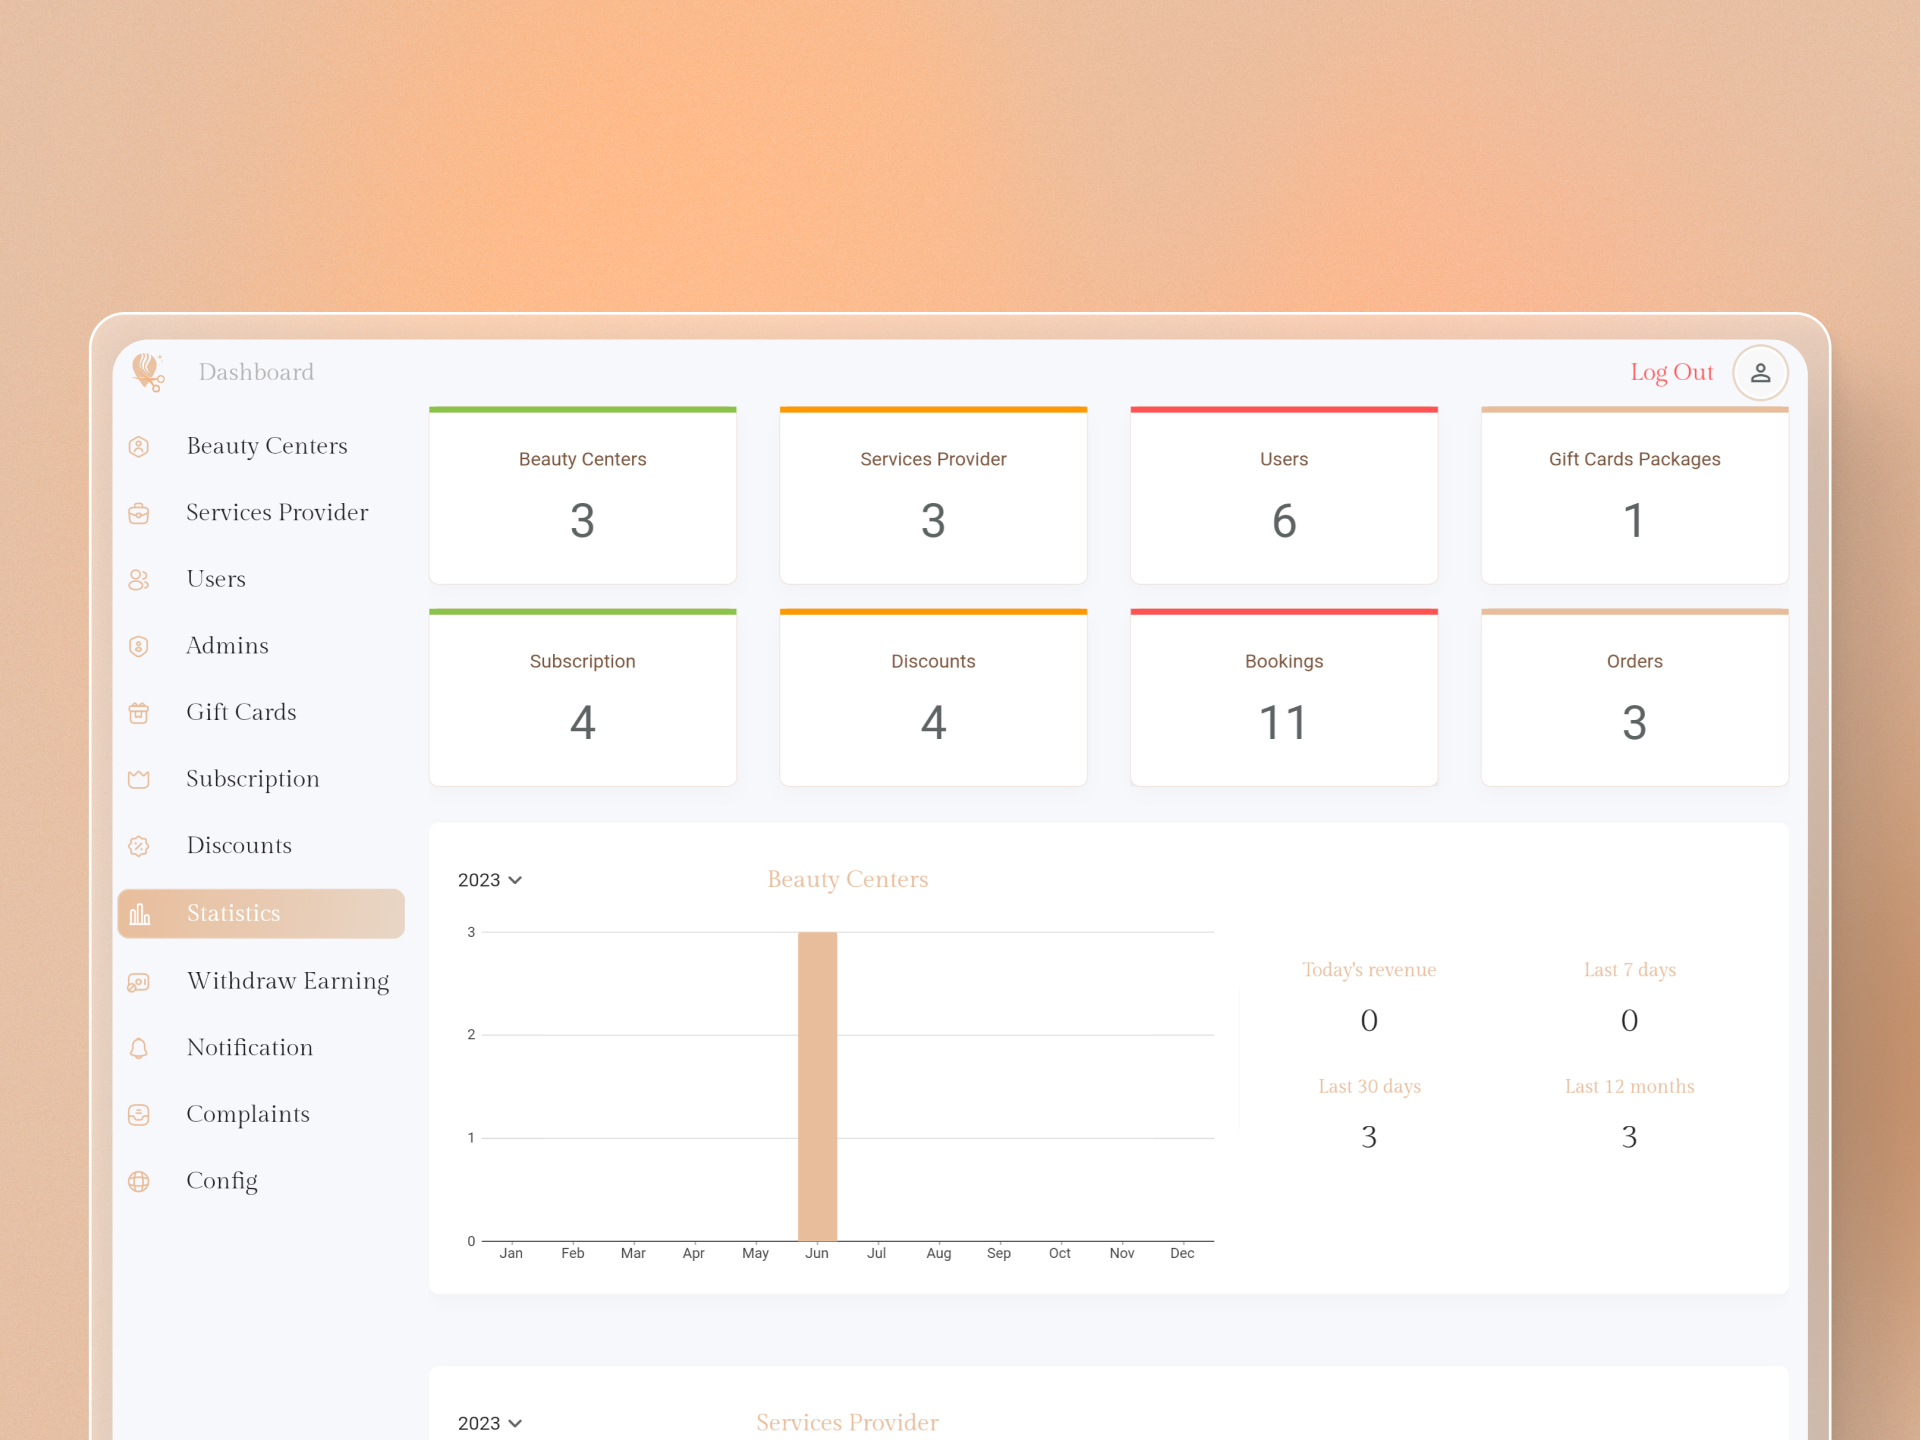 Dashboard
Log Out
Beauty Centers
Services Provider
Users
Admins
Gift Cards
Subscription
Discounts
Statistics
Withdraw Earning
Notification
Complaints
Config
Beauty Centers
3
Services Provider
3
Users
6
Gift Cards Packages
1
Subscription
4
Discounts
4
Bookings
11
Orders
3
2023
Beauty Centers
3
2
1
0
Jan Feb Mar Apr May Jun Jul Aug Sep Oct Nov Dec
Today's revenue
0
Last 7 days
0
Last 30 days
3
Last 12 months
3
2023
Services Provider